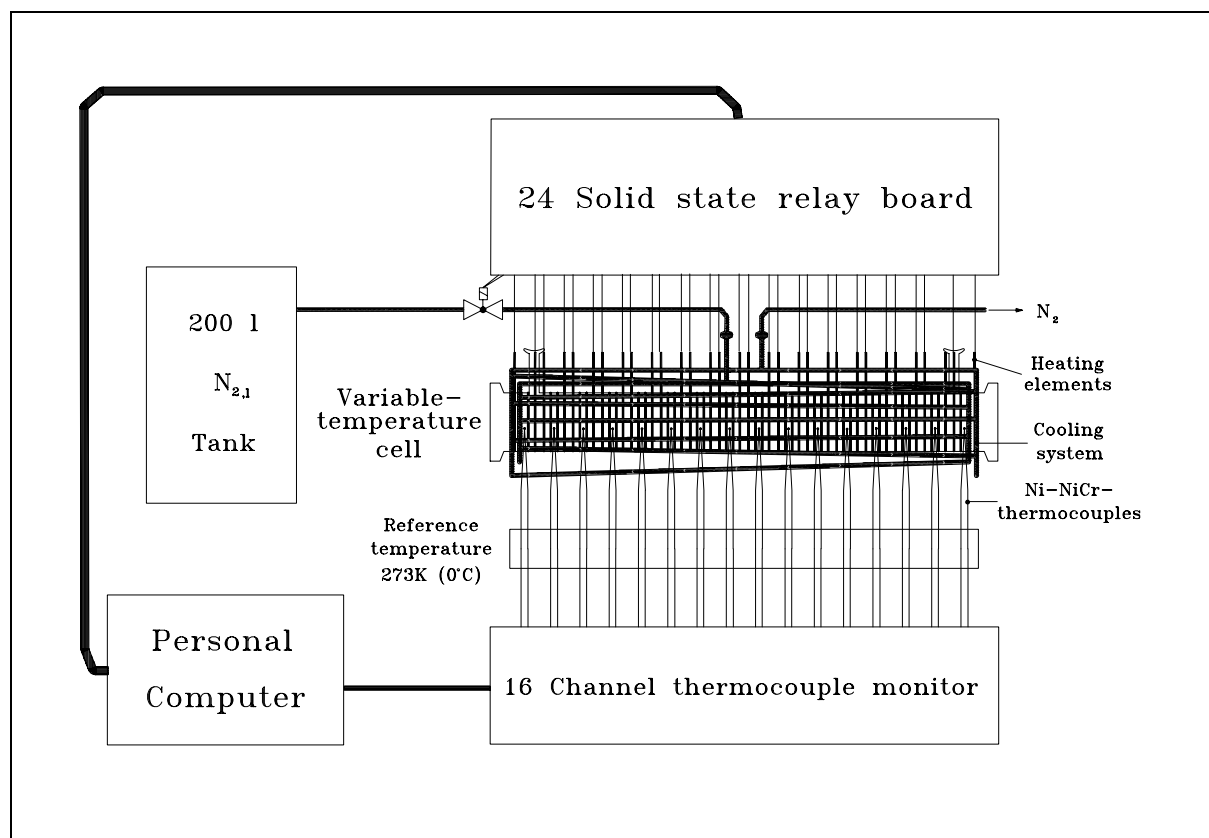 24 Solid state relay board
200 l
N₂,ₗ
Tank
N₂
Heating
elements
Variable-
temperature
cell
Cooling
system
Ni-NiCr-
thermocouples
Reference
temperature
273K (0°C)
Personal
Computer
16 Channel thermocouple monitor